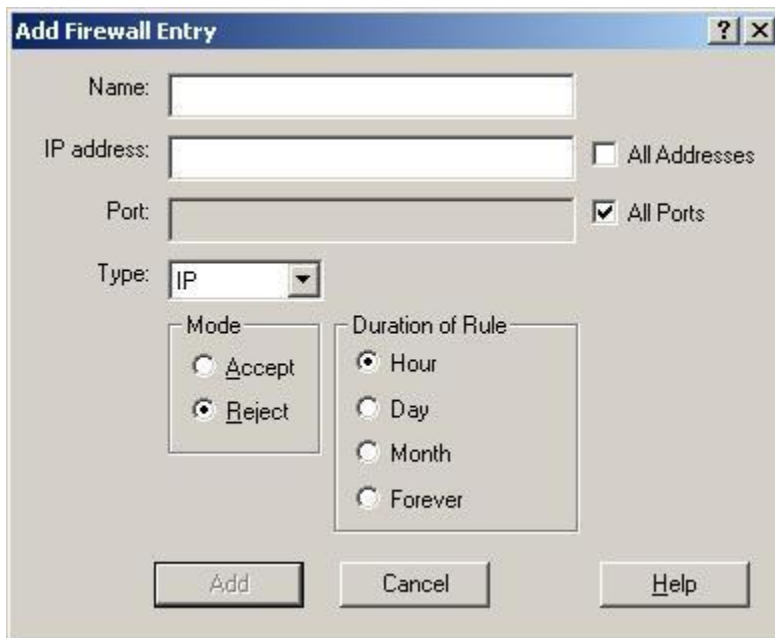 Add Firewall Entry
Name:
IP address:
All Addresses
Port:
All Ports
Type:
IP
Mode
Accept
Reject
Duration of Rule
Hour
Day
Month
Forever
Add
Cancel
Help